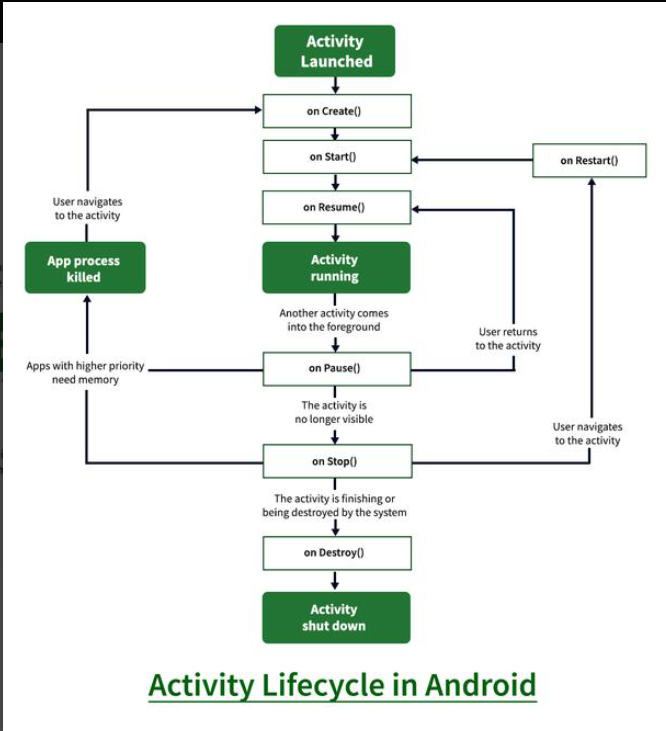 Activity
Launched
on Create()
on Start()
on Restart()
on Resume()
User navigates
to the activity
App process
killed
Activity
running
Another activity comes
into the foreground
User returns
to the activity
Apps with higher priority
need memory
on Pause()
The activity is
no longer visible
User navigates
to the activity
on Stop()
The activity is finishing or
being destroyed by the system
on Destroy()
Activity
shut down
Activity Lifecycle in Android